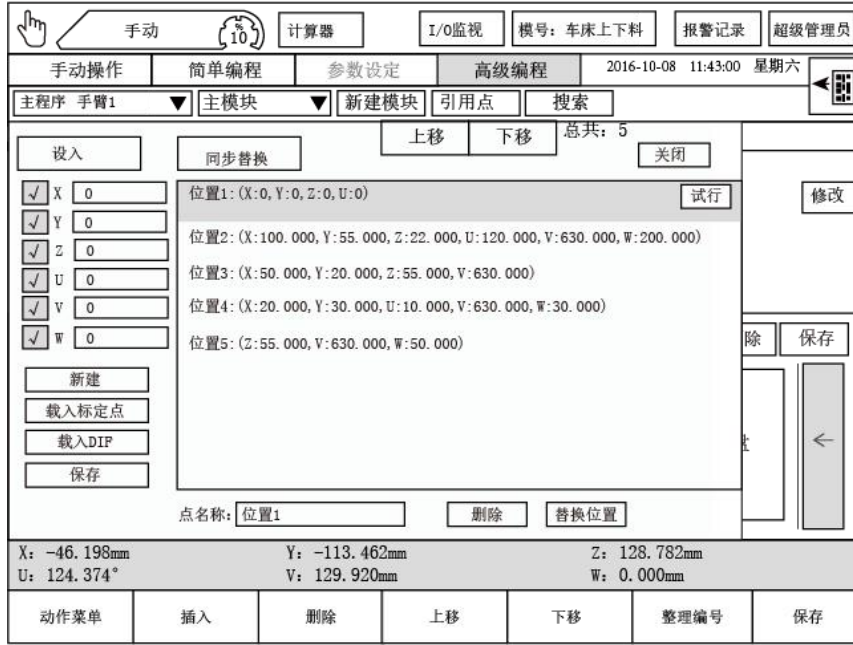 手动
%
10
计算器
I/O监视
模号：车床上下料
报警记录
超级管理员
手动操作
简单编程
参数设定
高级编程
2016-10-08 11:43:00 星期六
主程序 手臂1
主模块
新建模块
引用点
搜索
设入
同步替换
上移
下移
总共：5
关闭
√ X 0
√ Y 0
√ Z 0
√ U 0
√ V 0
√ W 0
新建
载入标定点
载入DIF
保存
位置1:(X:0,Y:0,Z:0,U:0)
试行
位置2:(X:100.000,Y:55.000,Z:22.000,U:120.000,V:630.000,W:200.000)
位置3:(X:50.000,Y:20.000,Z:55.000,V:630.000)
位置4:(X:20.000,Y:30.000,U:10.000,V:630.000,W:30.000)
位置5:(Z:55.000,V:630.000,W:50.000)
修改
除
保存
点名称：位置1
删除
替换位置
X: -46.198mm Y: -113.462mm Z: 128.782mm
U: 124.374° V: 129.920mm W: 0.000mm
动作菜单
插入
删除
上移
下移
整理编号
保存